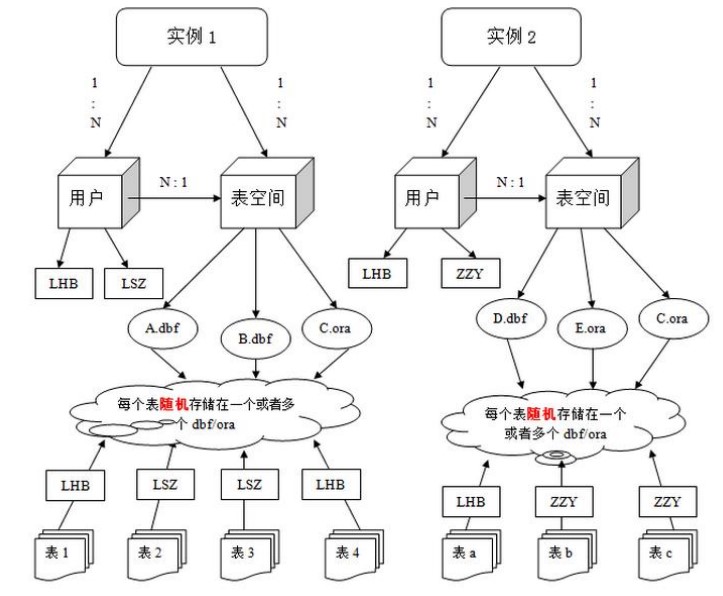 实例 1
实例 2
1
:
N
1
:
N
1
:
N
1
:
N
用户
N : 1
表空间
用户
N : 1
表空间
LHB
LSZ
LHB
ZZY
A.dbf
B.dbf
C.ora
D.dbf
E.ora
C.ora
每个表随机存储在一个或者多
个 dbf/ora
每个表随机存储在一个
或者多个 dbf/ora
LHB
LSZ
LSZ
LHB
LHB
ZZY
ZZY
表 1
表 2
表 3
表 4
表 a
表 b
表 c